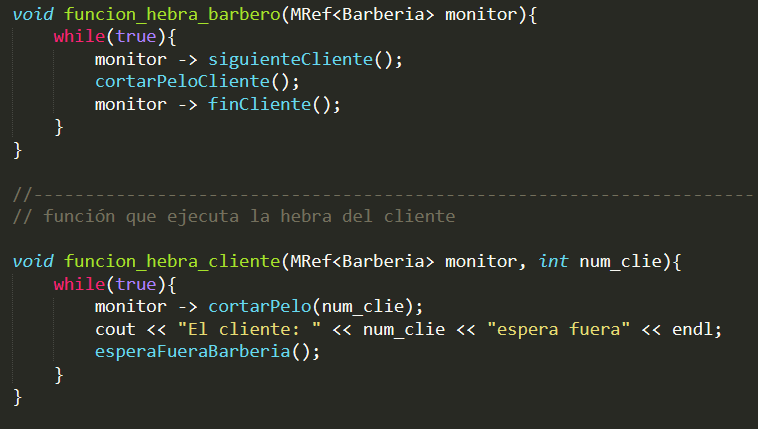 void funcion_hebra_barbero(MRef<Barberia> monitor){
    while(true){
        monitor -> siguienteCliente();
        cortarPeloCliente();
        monitor -> finCliente();
    }
}
//----------------------------------------------------------------------
// función que ejecuta la hebra del cliente
void funcion_hebra_cliente(MRef<Barberia> monitor, int num_clie){
    while(true){
        monitor -> cortarPelo(num_clie);
        cout << "El cliente: " << num_clie << "espera fuera" << endl;
        esperaFueraBarberia();
    }
}